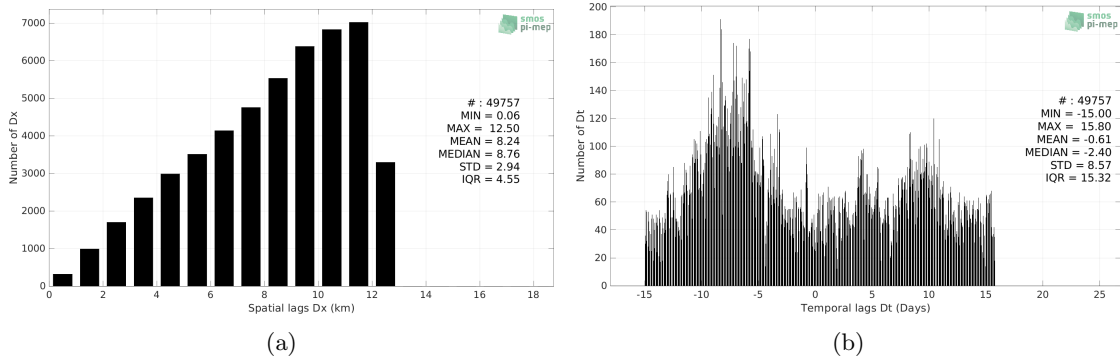 7000
6000
5000
4000
3000
2000
1000
0
Number of Dx
0 2 4 6 8 10 12 14 16 18
Spatial lags Dx (km)
smos
pi-mep
# : 49757
MIN = 0.06
MAX = 12.50
MEAN = 8.24
MEDIAN = 8.76
STD = 2.94
IQR = 4.55
(a)
200
180
160
140
120
100
80
60
40
20
0
Number of Dt
-15 -10 -5 0 5 10 15 20 25
Temporal lags Dt (Days)
smos
pi-mep
# : 49757
MIN = -15.00
MAX = 15.80
MEAN = -0.61
MEDIAN = -2.40
STD = 8.57
IQR = 15.32
(b)